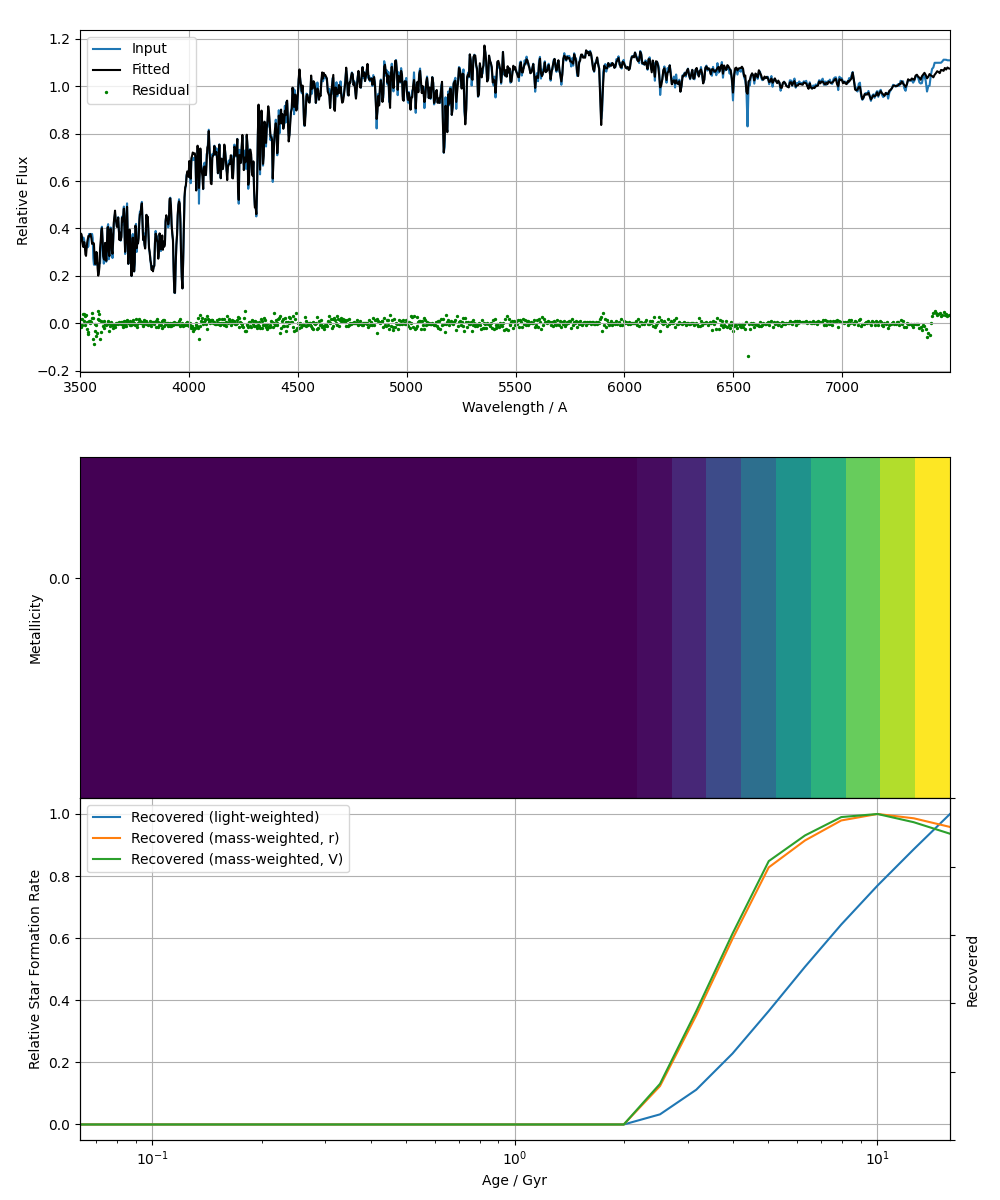 1.2
1.0
0.8
0.6
0.4
0.2
0.0
−0.2
Relative Flux
Input
Fitted
Residual
3500 4000 4500 5000 5500 6000 6500 7000
Wavelength / A
0.0
Metallicity
1.0
0.8
0.6
0.4
0.2
0.0
Relative Star Formation Rate
Recovered (light-weighted)
Recovered (mass-weighted, r)
Recovered (mass-weighted, V)
Recovered
10⁻¹ 10⁰ 10¹
Age / Gyr